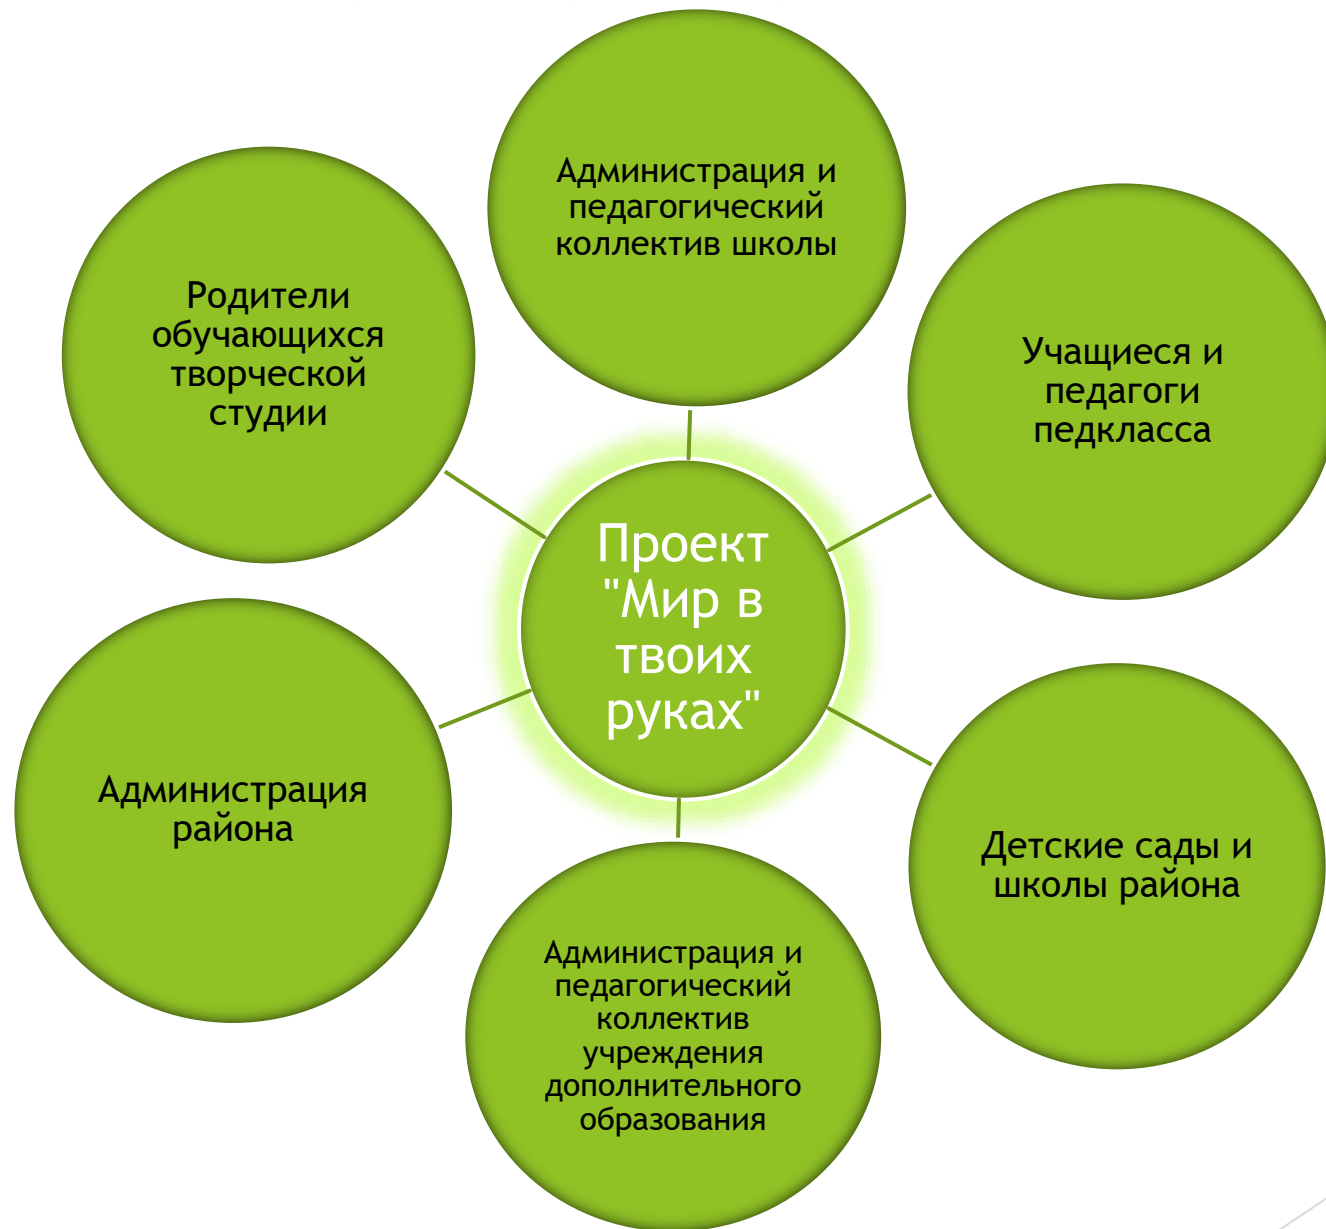 Администрация и
педагогический
коллектив школы
Родители
обучающихся
творческой
студии
Учащиеся и
педагоги
педкласса
Проект
"Мир в
твоих
руках"
Администрация
района
Детские сады и
школы района
Администрация и
педагогический
коллектив
учреждения
дополнительного
образования